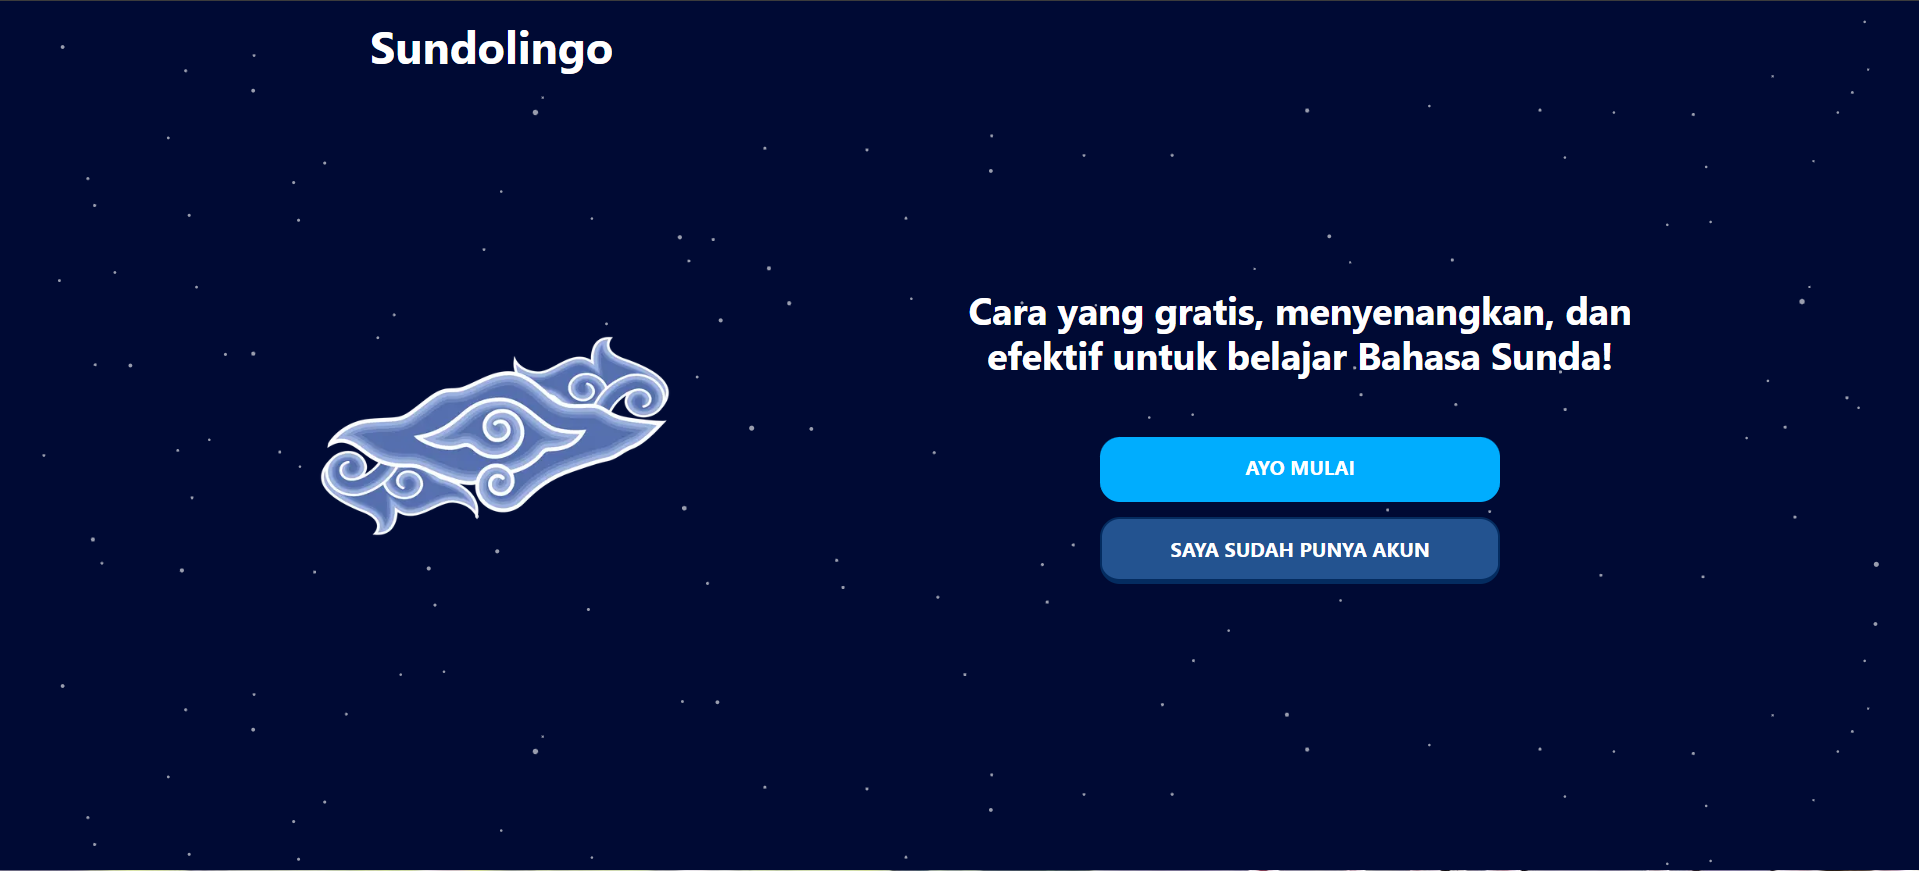 Sundolingo
Cara yang gratis, menyenangkan, dan
efektif untuk belajar Bahasa Sunda!
AYO MULAI
SAYA SUDAH PUNYA AKUN